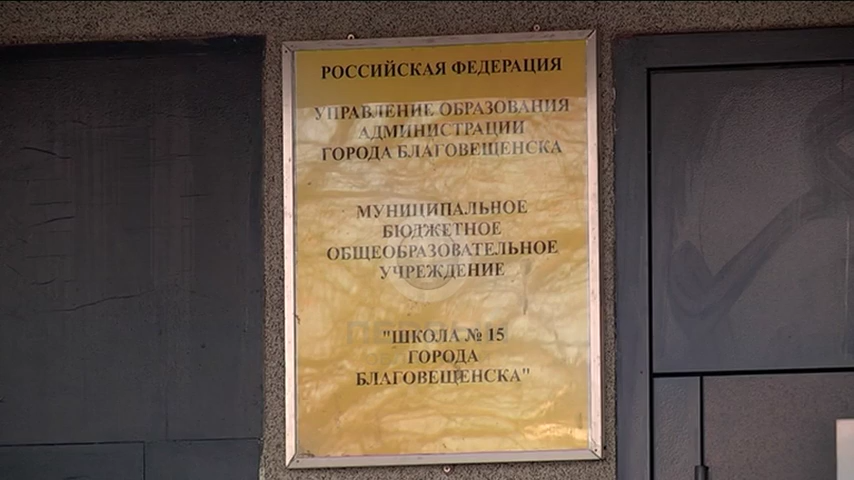 РОССИЙСКАЯ ФЕДЕРАЦИЯ
УПРАВЛЕНИЕ ОБРАЗОВАНИЯ
АДМИНИСТРАЦИИ
ГОРОДА БЛАГОВЕЩЕНСКА
МУНИЦИПАЛЬНОЕ
БЮДЖЕТНОЕ
ОБЩЕОБРАЗОВАТЕЛЬНОЕ
УЧРЕЖДЕНИЕ
"ШКОЛА № 15
ГОРОДА
БЛАГОВЕЩЕНСКА"